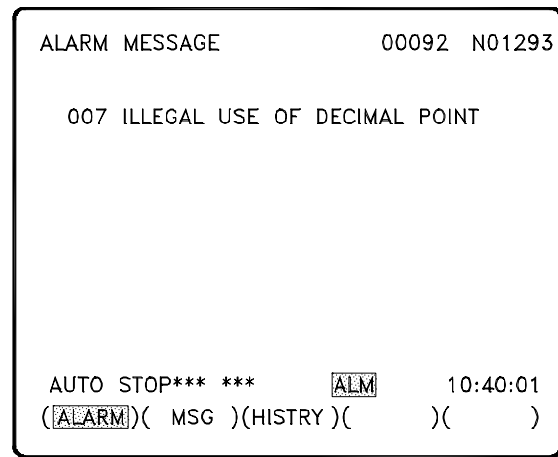 ALARM MESSAGE 00092 N01293
007 ILLEGAL USE OF DECIMAL POINT
AUTO STOP*** *** ALM 10:40:01
(ALARM)( MSG )(HISTRY)( )( )